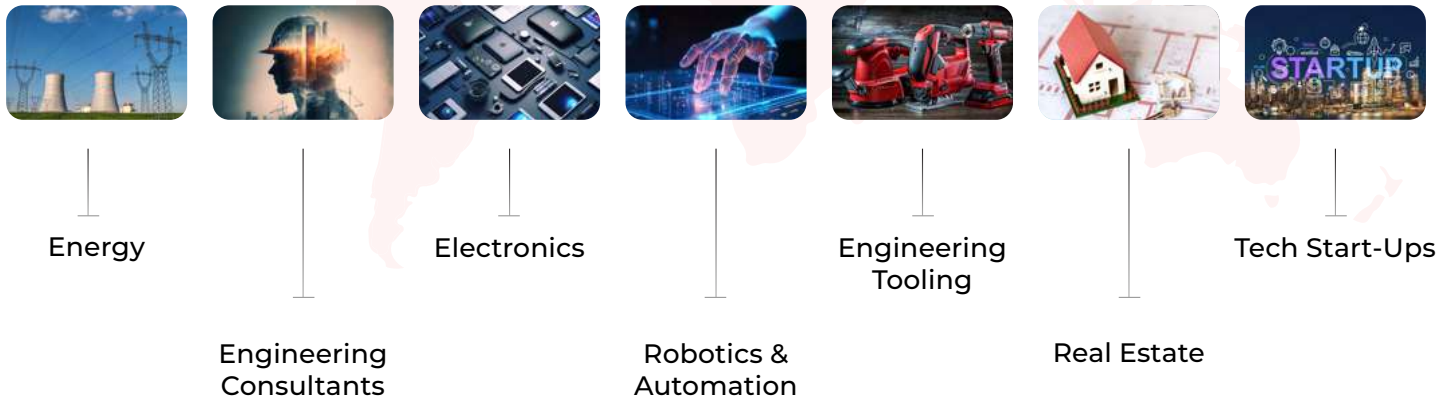 STARTUP
Energy
Electronics
Engineering
Tooling
Tech Start-Ups
Engineering
Consultants
Robotics &
Automation
Real Estate